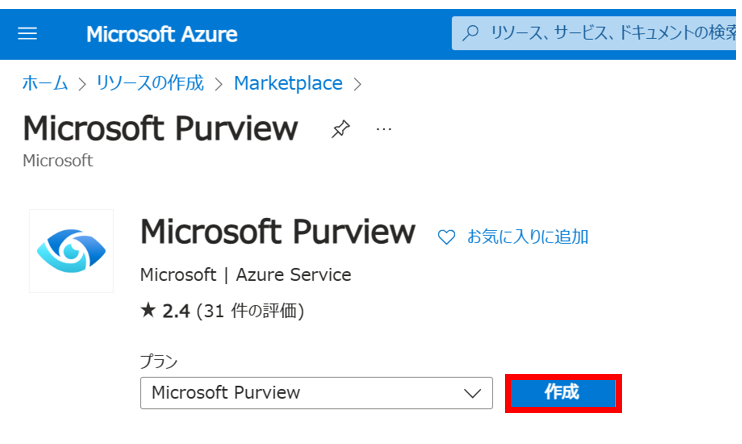 Microsoft Azure
リソース、サービス、ドキュメントの検索
ホーム > リソースの作成 > Marketplace >
Microsoft Purview ...
Microsoft
Microsoft Purview お気に入りに追加
Microsoft | Azure Service
★ 2.4 (31 件の評価)
プラン
Microsoft Purview
作成